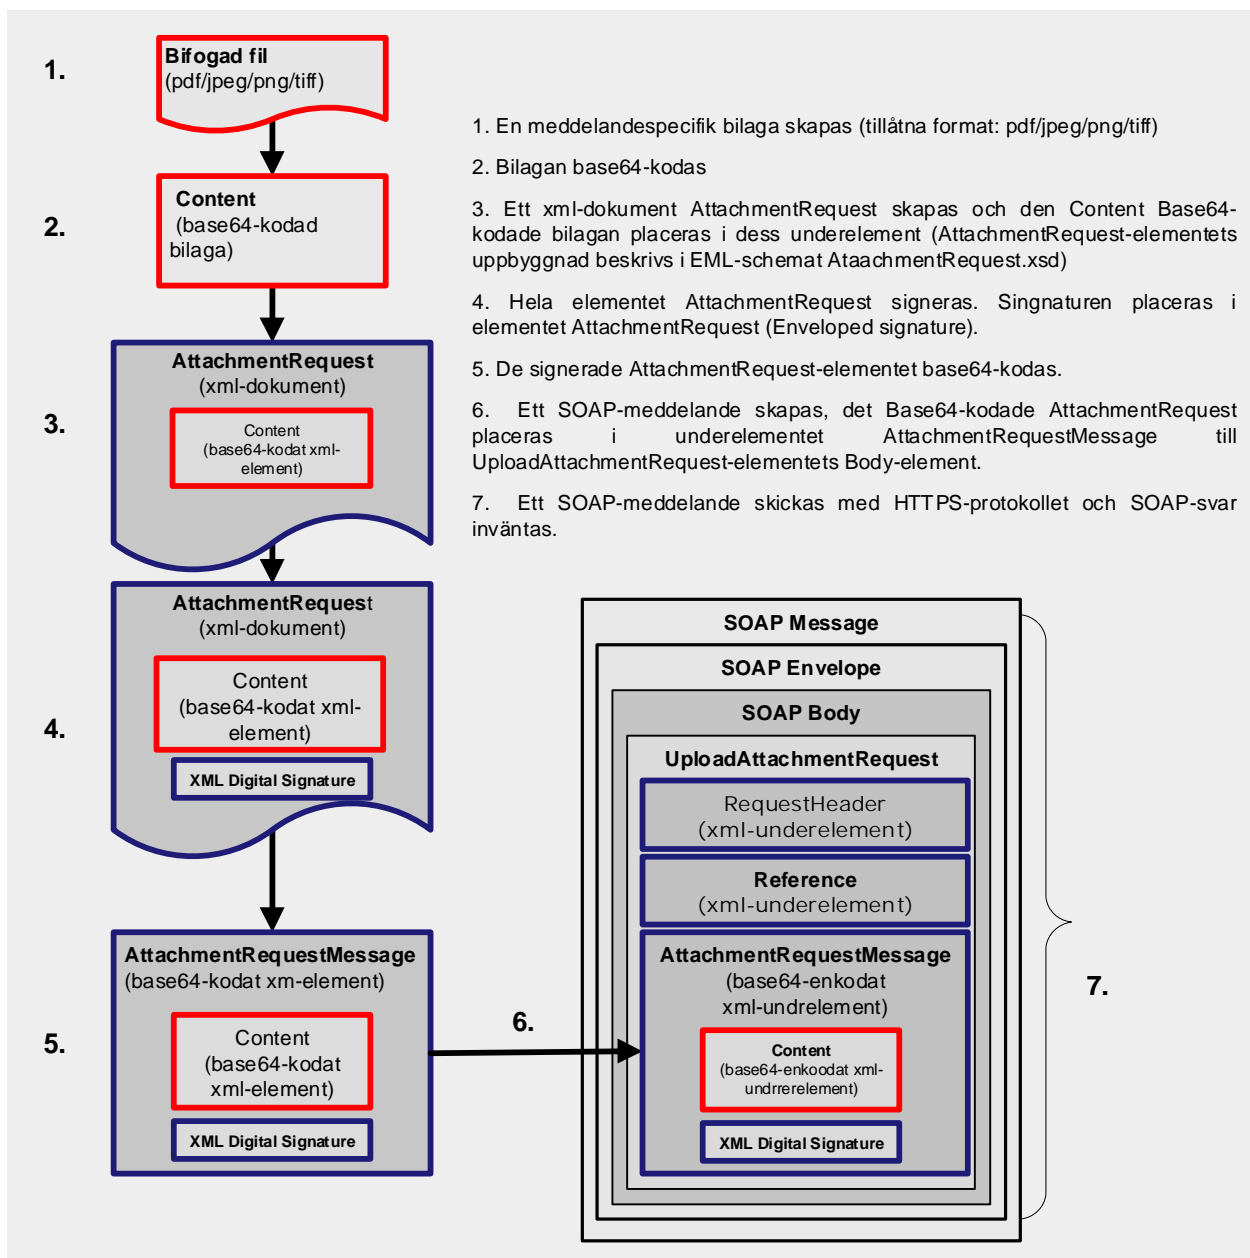 1.
Bifogad fil
(pdf/jpeg/png/tiff)
2.
Content
(base64-kodad
bilaga)
3.
AttachmentRequest
(xml-dokument)
Content
(base64-kodat xml-
element)
4.
AttachmentRequest
(xml-dokument)
Content
(base64-kodat xml-
element)
XML Digital Signature
5.
AttachmentRequestMessage
(base64-kodat xm-element)
Content
(base64-kodat
xml-element)
XML Digital Signature
1. En meddelandespecifik bilaga skapas (tillåtna format: pdf/jpeg/png/tiff)
2. Bilagan base64-kodas
3. Ett xml-dokument AttachmentRequest skapas och den Content Base64-
kodade bilagan placeras i dess underelement (AttachmentRequest-elementets
uppbyggnad beskrivs i EML-schemat AtaachmentRequest.xsd)
4. Hela elementet AttachmentRequest signeras. Singnaturen placeras i
elementet AttachmentRequest (Enveloped signature).
5. De signerade AttachmentRequest-elementet base64-kodas.
6. Ett SOAP-meddelande skapas, det Base64-kodade AttachmentRequest
placeras i underelementet AttachmentRequestMessage till
UploadAttachmentRequest-elementets Body-element.
7. Ett SOAP-meddelande skickas med HTTPS-protokollet och SOAP-svar
inväntas.
6.
SOAP Message
SOAP Envelope
SOAP Body
UploadAttachmentRequest
RequestHeader
(xml-underelement)
Reference
(xml-underelement)
AttachmentRequestMessage
(base64-enkodat
xml-undrelement)
Content
(base64-enkoodat xml-
undrrerelement)
XML Digital Signature
7.